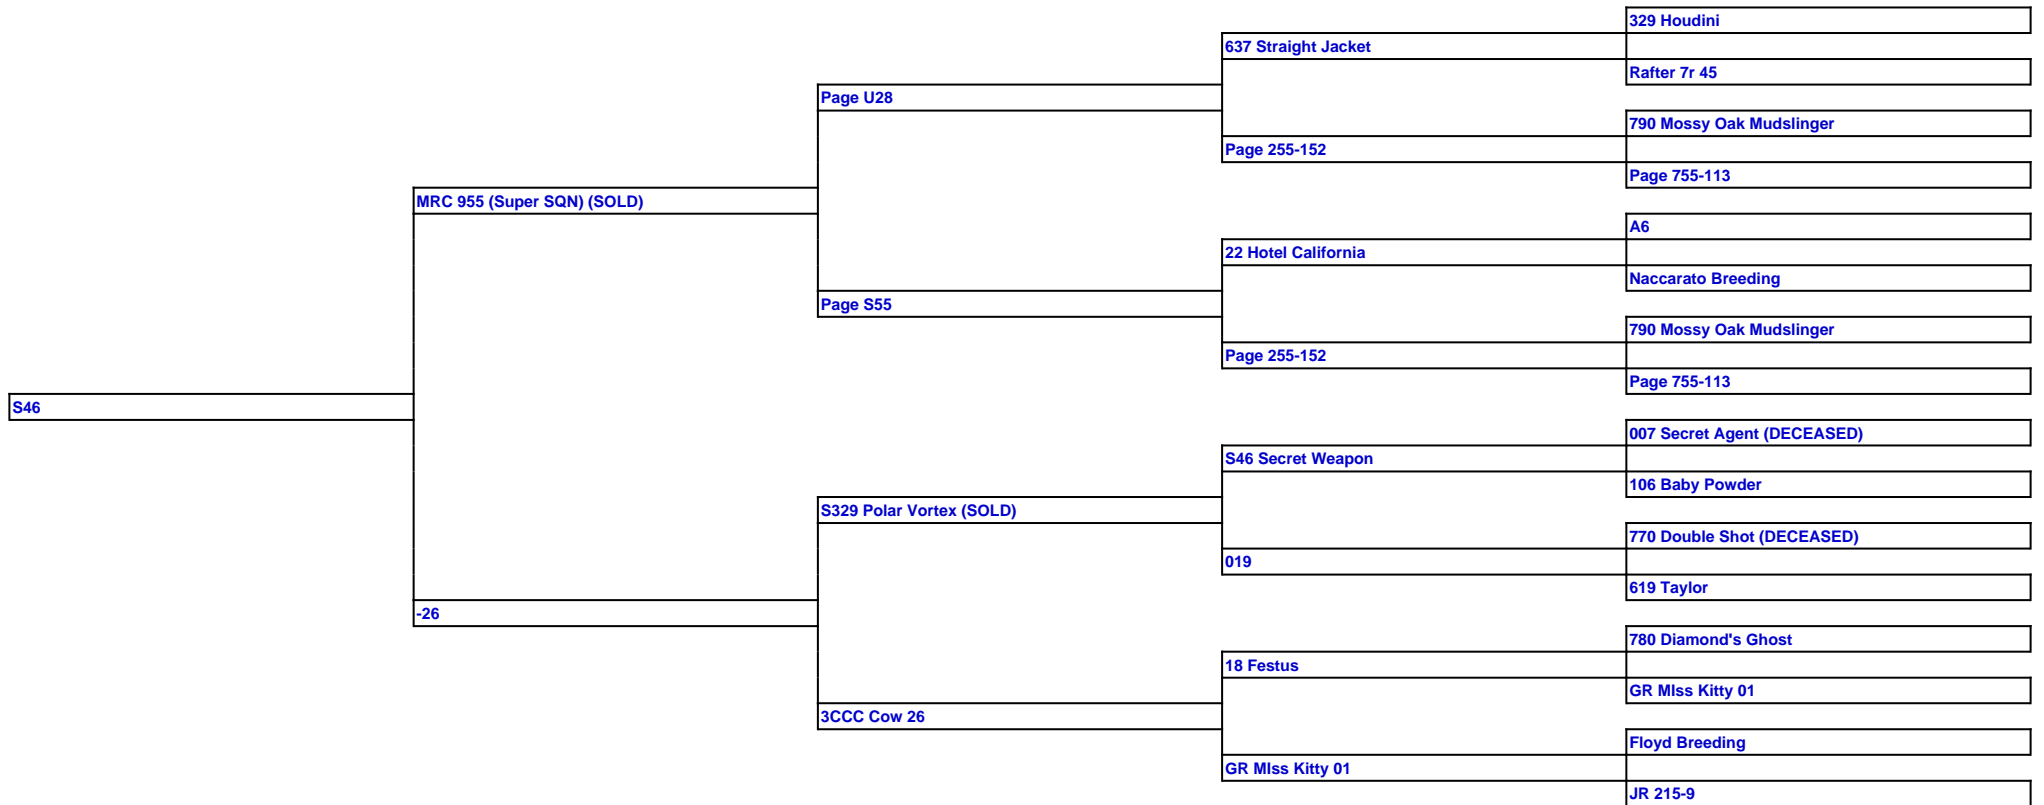 329 Houdini
637 Straight Jacket
Rafter 7r 45
Page U28
790 Mossy Oak Mudslinger
Page 255-152
Page 755-113
MRC 955 (Super SQN) (SOLD)
A6
22 Hotel California
Naccarato Breeding
Page S55
790 Mossy Oak Mudslinger
Page 255-152
Page 755-113
S46
007 Secret Agent (DECEASED)
S46 Secret Weapon
106 Baby Powder
S329 Polar Vortex (SOLD)
770 Double Shot (DECEASED)
019
619 Taylor
-26
780 Diamond's Ghost
18 Festus
GR MIss Kitty 01
3CCC Cow 26
Floyd Breeding
GR MIss Kitty 01
JR 215-9